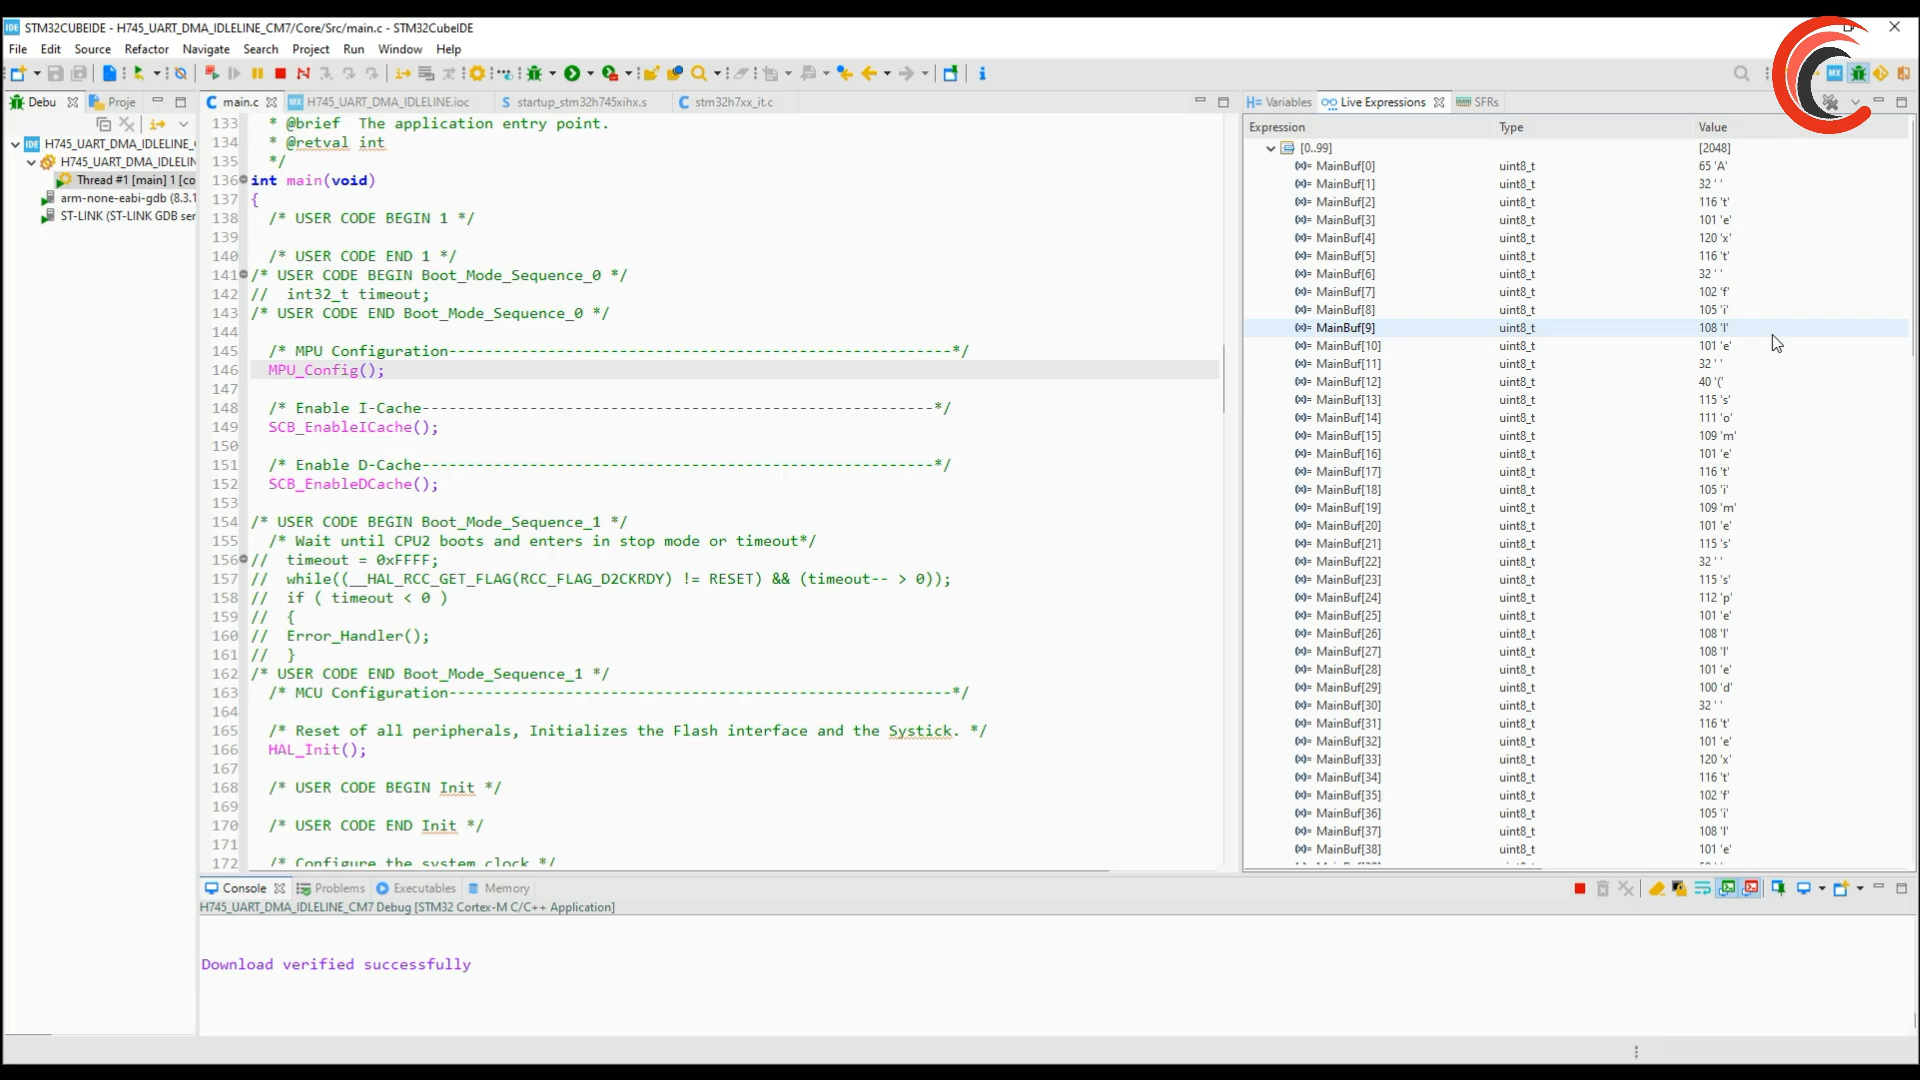 IDE STM32CUBEIDE - H745_UART_DMA_IDLELINE_CM7/Core/Src/main.c - STM32CubeIDE
File Edit Source Refactor Navigate Search Project Run Window Help
MX
Debu Proje main.c H745_UART_DMA_IDLELINE.ioc startup_stm32h745xihx.s stm32h7xx_it.c Variables Live Expressions SFRs
IDE H745_UART_DMA_IDLELINE_
H745_UART_DMA_IDLELIN
Thread #1 [main] 1 [co
arm-none-eabi-gdb (8.3.1
ST-LINK (ST-LINK GDB ser
133 * @brief The application entry point.
134 * @retval int
135 */
136 int main(void)
137 {
138 /* USER CODE BEGIN 1 */
139
140 /* USER CODE END 1 */
141 /* USER CODE BEGIN Boot_Mode_Sequence_0 */
142 // int32_t timeout;
143 /* USER CODE END Boot_Mode_Sequence_0 */
144
145 /* MPU Configuration--------------------------------------------------------*/
146 MPU_Config();
147
148 /* Enable I-Cache---------------------------------------------------------*/
149 SCB_EnableICache();
150
151 /* Enable D-Cache---------------------------------------------------------*/
152 SCB_EnableDCache();
153
154 /* USER CODE BEGIN Boot_Mode_Sequence_1 */
155 /* Wait until CPU2 boots and enters in stop mode or timeout*/
156 // timeout = 0xFFFF;
157 // while((__HAL_RCC_GET_FLAG(RCC_FLAG_D2CKRDY) != RESET) && (timeout-- > 0));
158 // if ( timeout < 0 )
159 // {
160 // Error_Handler();
161 // }
162 /* USER CODE END Boot_Mode_Sequence_1 */
163 /* MCU Configuration--------------------------------------------------------*/
164
165 /* Reset of all peripherals, Initializes the Flash interface and the Systick. */
166 HAL_Init();
167
168 /* USER CODE BEGIN Init */
169
170 /* USER CODE END Init */
171
172 /* Configure the system clock */
Expression Type Value
[0..99] [2048]
MainBuf[0] uint8_t 65 'A'
MainBuf[1] uint8_t 32 ' '
MainBuf[2] uint8_t 116 't'
MainBuf[3] uint8_t 101 'e'
MainBuf[4] uint8_t 120 'x'
MainBuf[5] uint8_t 116 't'
MainBuf[6] uint8_t 32 ' '
MainBuf[7] uint8_t 102 'f'
MainBuf[8] uint8_t 105 'i'
MainBuf[9] uint8_t 108 'l'
MainBuf[10] uint8_t 101 'e'
MainBuf[11] uint8_t 32 ' '
MainBuf[12] uint8_t 40 '('
MainBuf[13] uint8_t 115 's'
MainBuf[14] uint8_t 111 'o'
MainBuf[15] uint8_t 109 'm'
MainBuf[16] uint8_t 101 'e'
MainBuf[17] uint8_t 116 't'
MainBuf[18] uint8_t 105 'i'
MainBuf[19] uint8_t 109 'm'
MainBuf[20] uint8_t 101 'e'
MainBuf[21] uint8_t 115 's'
MainBuf[22] uint8_t 32 ' '
MainBuf[23] uint8_t 115 's'
MainBuf[24] uint8_t 112 'p'
MainBuf[25] uint8_t 101 'e'
MainBuf[26] uint8_t 108 'l'
MainBuf[27] uint8_t 108 'l'
MainBuf[28] uint8_t 101 'e'
MainBuf[29] uint8_t 100 'd'
MainBuf[30] uint8_t 32 ' '
MainBuf[31] uint8_t 116 't'
MainBuf[32] uint8_t 101 'e'
MainBuf[33] uint8_t 120 'x'
MainBuf[34] uint8_t 116 't'
MainBuf[35] uint8_t 102 'f'
MainBuf[36] uint8_t 105 'i'
MainBuf[37] uint8_t 108 'l'
MainBuf[38] uint8_t 101 'e'
Console Problems Executables Memory
H745_UART_DMA_IDLELINE_CM7 Debug [STM32 Cortex-M C/C++ Application]
Download verified successfully